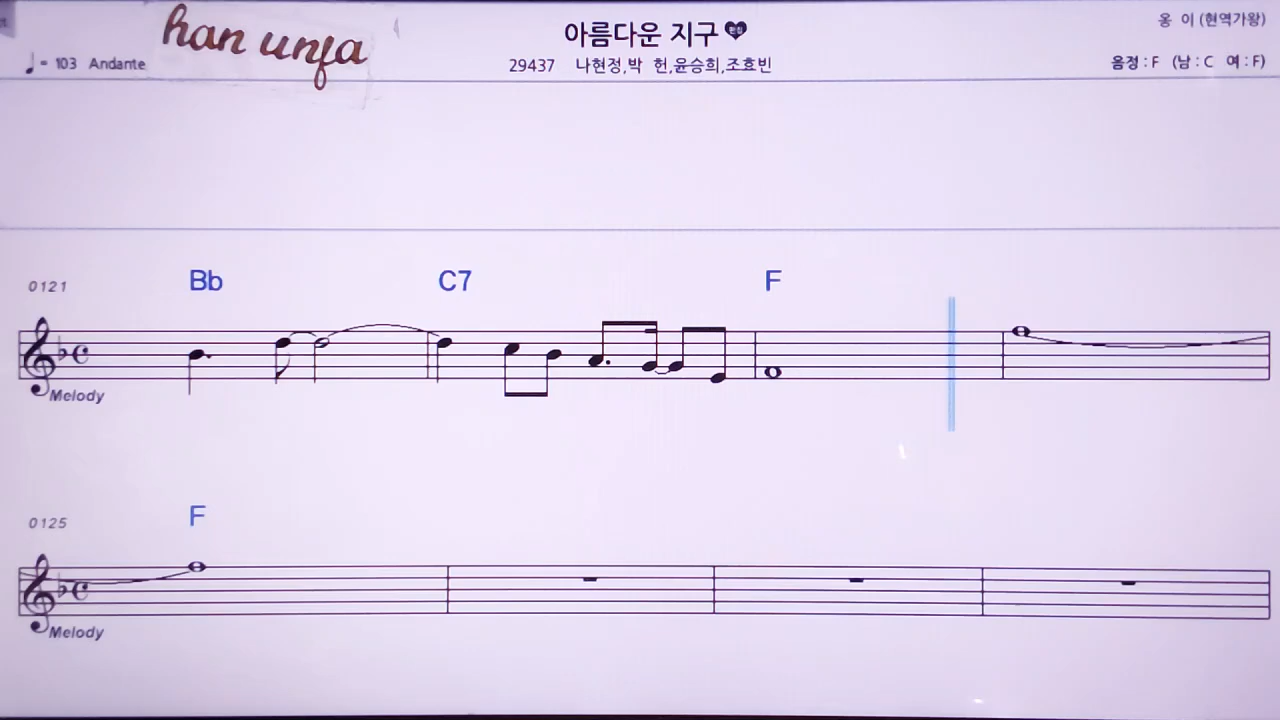 han unfa
아름다운 지구
옹 이 (현역가왕)
♩= 103 Andante
29437 나현정,박 헌,윤승희,조효빈
음정 : F (남 : C 여 : F)
0121 Bb C7 F
Melody
0125 F
Melody